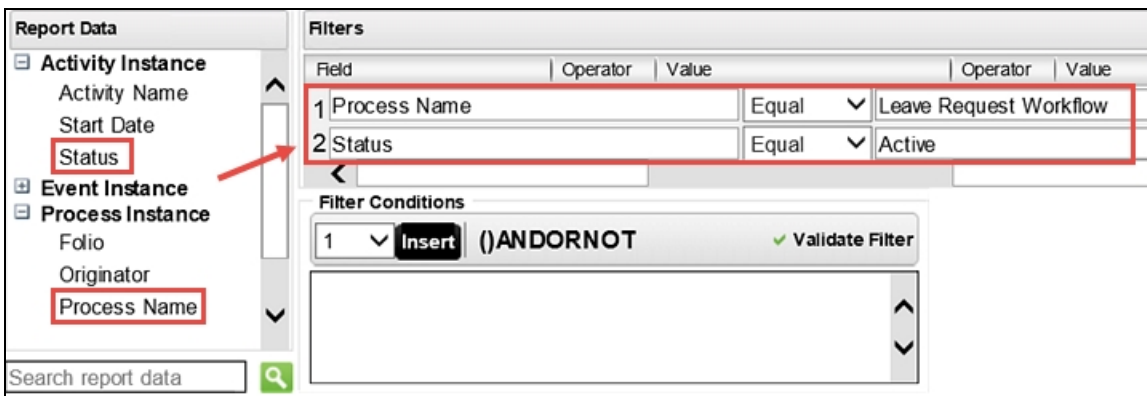 Report Data
Activity Instance
Activity Name
Start Date
Status
Event Instance
Process Instance
Folio
Originator
Process Name
Search report data
Filters
Field Operator Value Operator Value
1 Process Name Equal Leave Request Workflow
2 Status Equal Active
Filter Conditions
1 Insert ()ANDORNOT Validate Filter